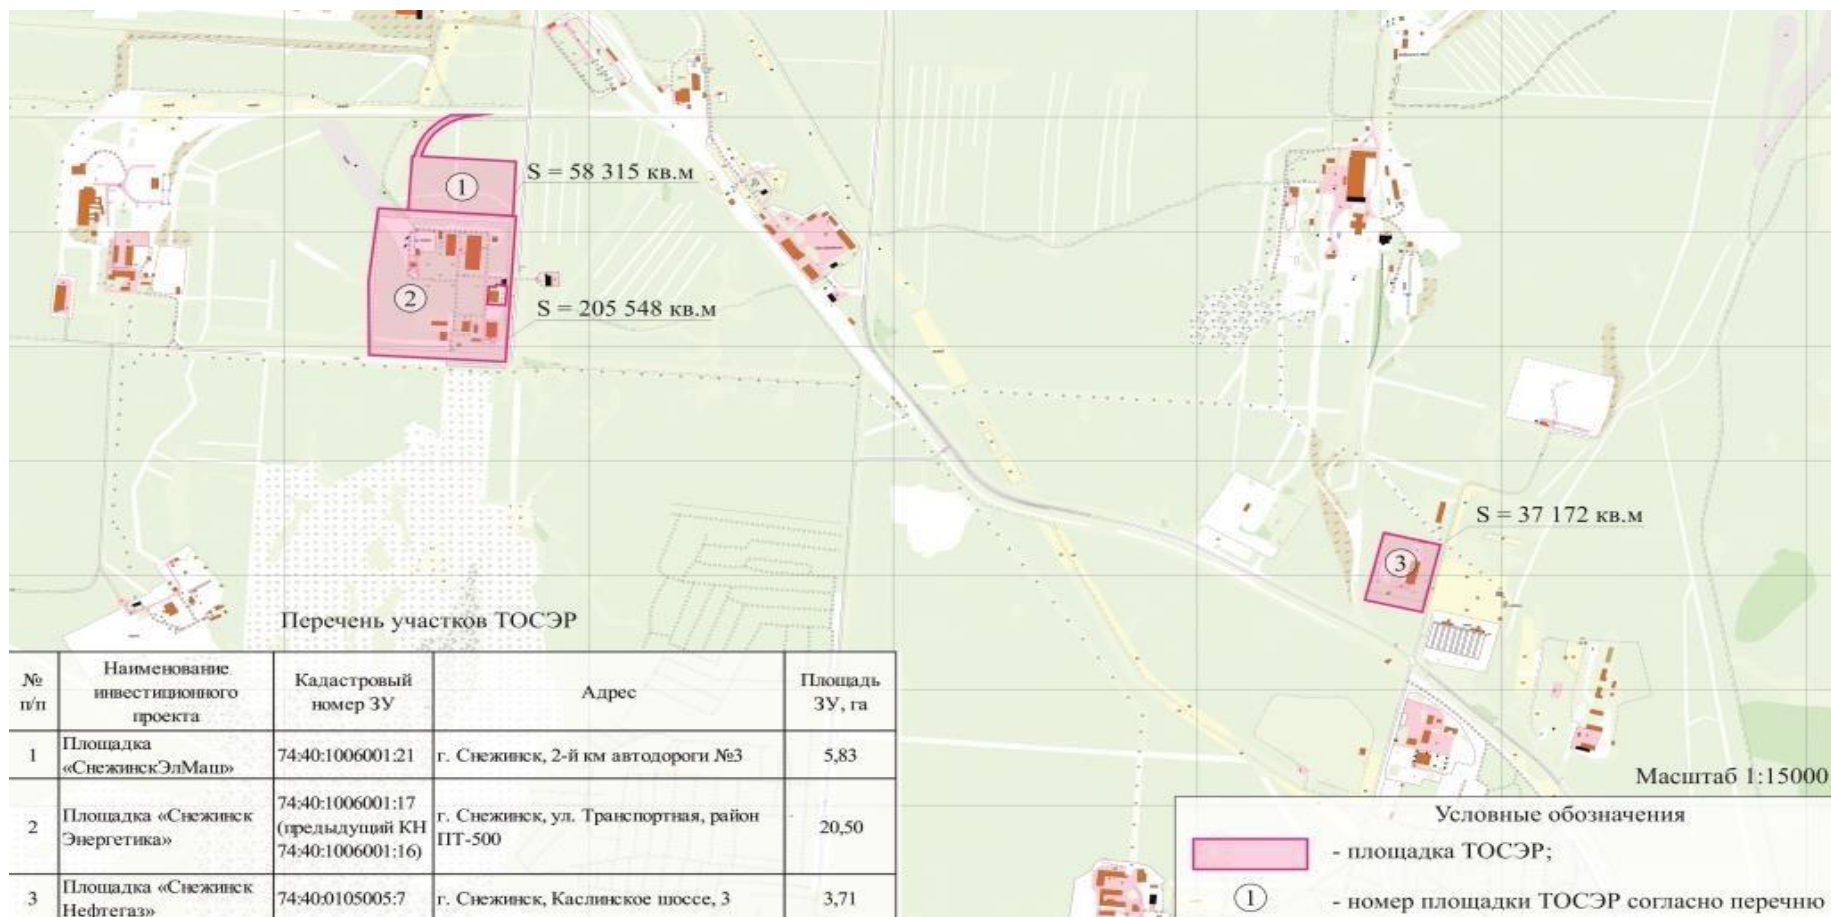 S = 58 315 кв.м
1
2
S = 205 548 кв.м
S = 37 172 кв.м
3
Перечень участков ТОСЭР
№ п/п
Наименование инвестиционного проекта
Кадастровый номер ЗУ
Адрес
Площадь ЗУ, га
1
Площадка «СнежинскЭлМаш»
74:40:1006001:21
г. Снежинск, 2-й км автодороги №3
5,83
2
Площадка «Снежинск Энергетика»
74:40:1006001:17 (предыдущий КН 74:40:1006001:16)
г. Снежинск, ул. Транспортная, район ПТ-500
20,50
3
Площадка «Снежинск Нефтегаз»
74:40:0105005:7
г. Снежинск, Каслинское шоссе, 3
3,71
Масштаб 1:15000
Условные обозначения
- площадка ТОСЭР;
1
- номер площадки ТОСЭР согласно перечню